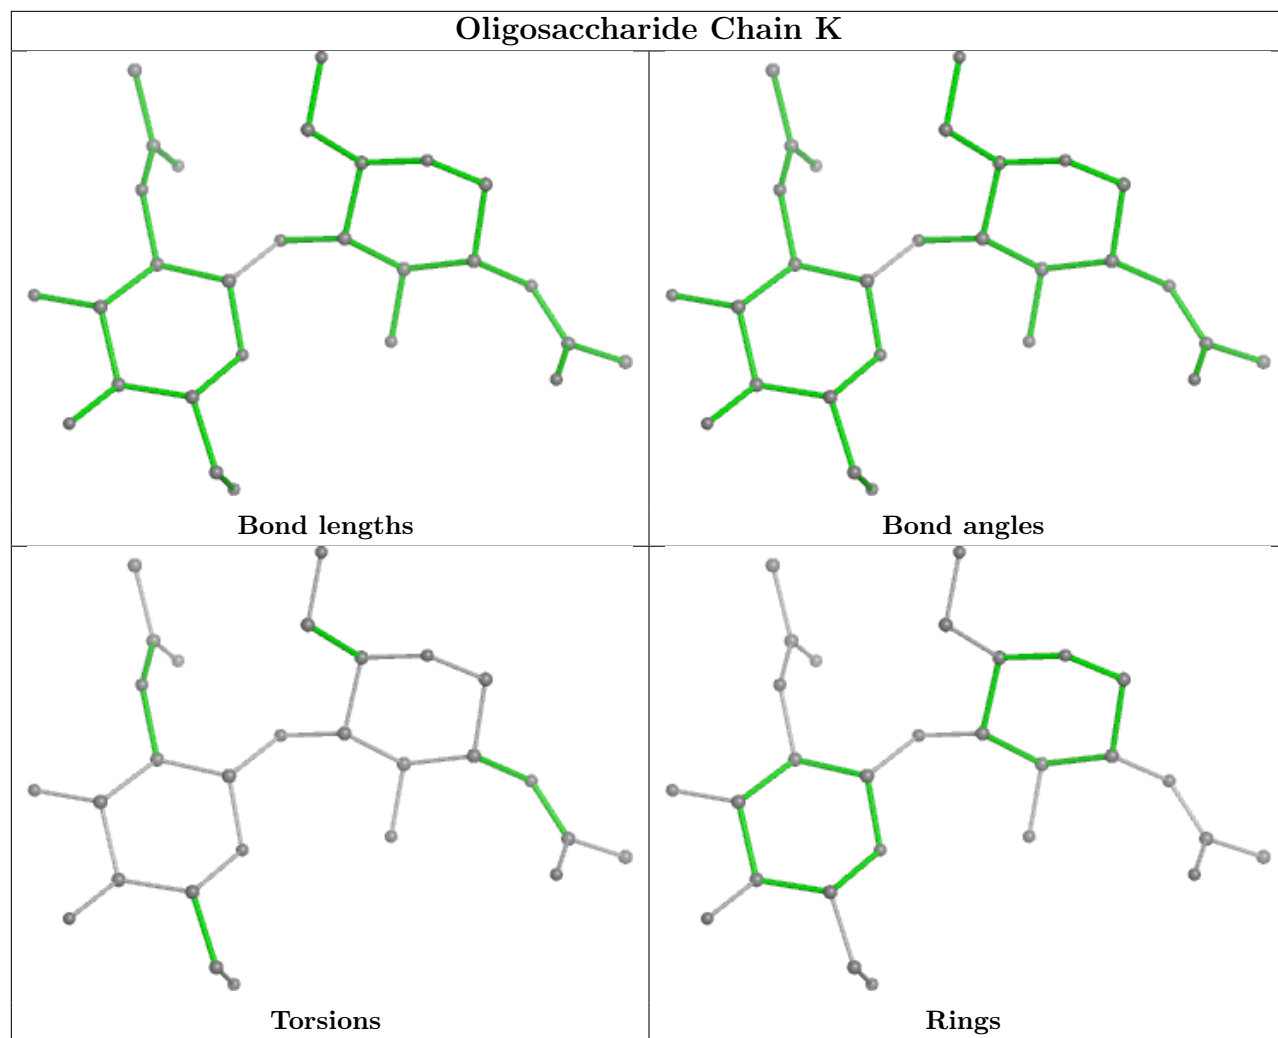 Oligosaccharide Chain K
Bond lengths
Bond angles
Torsions
Rings